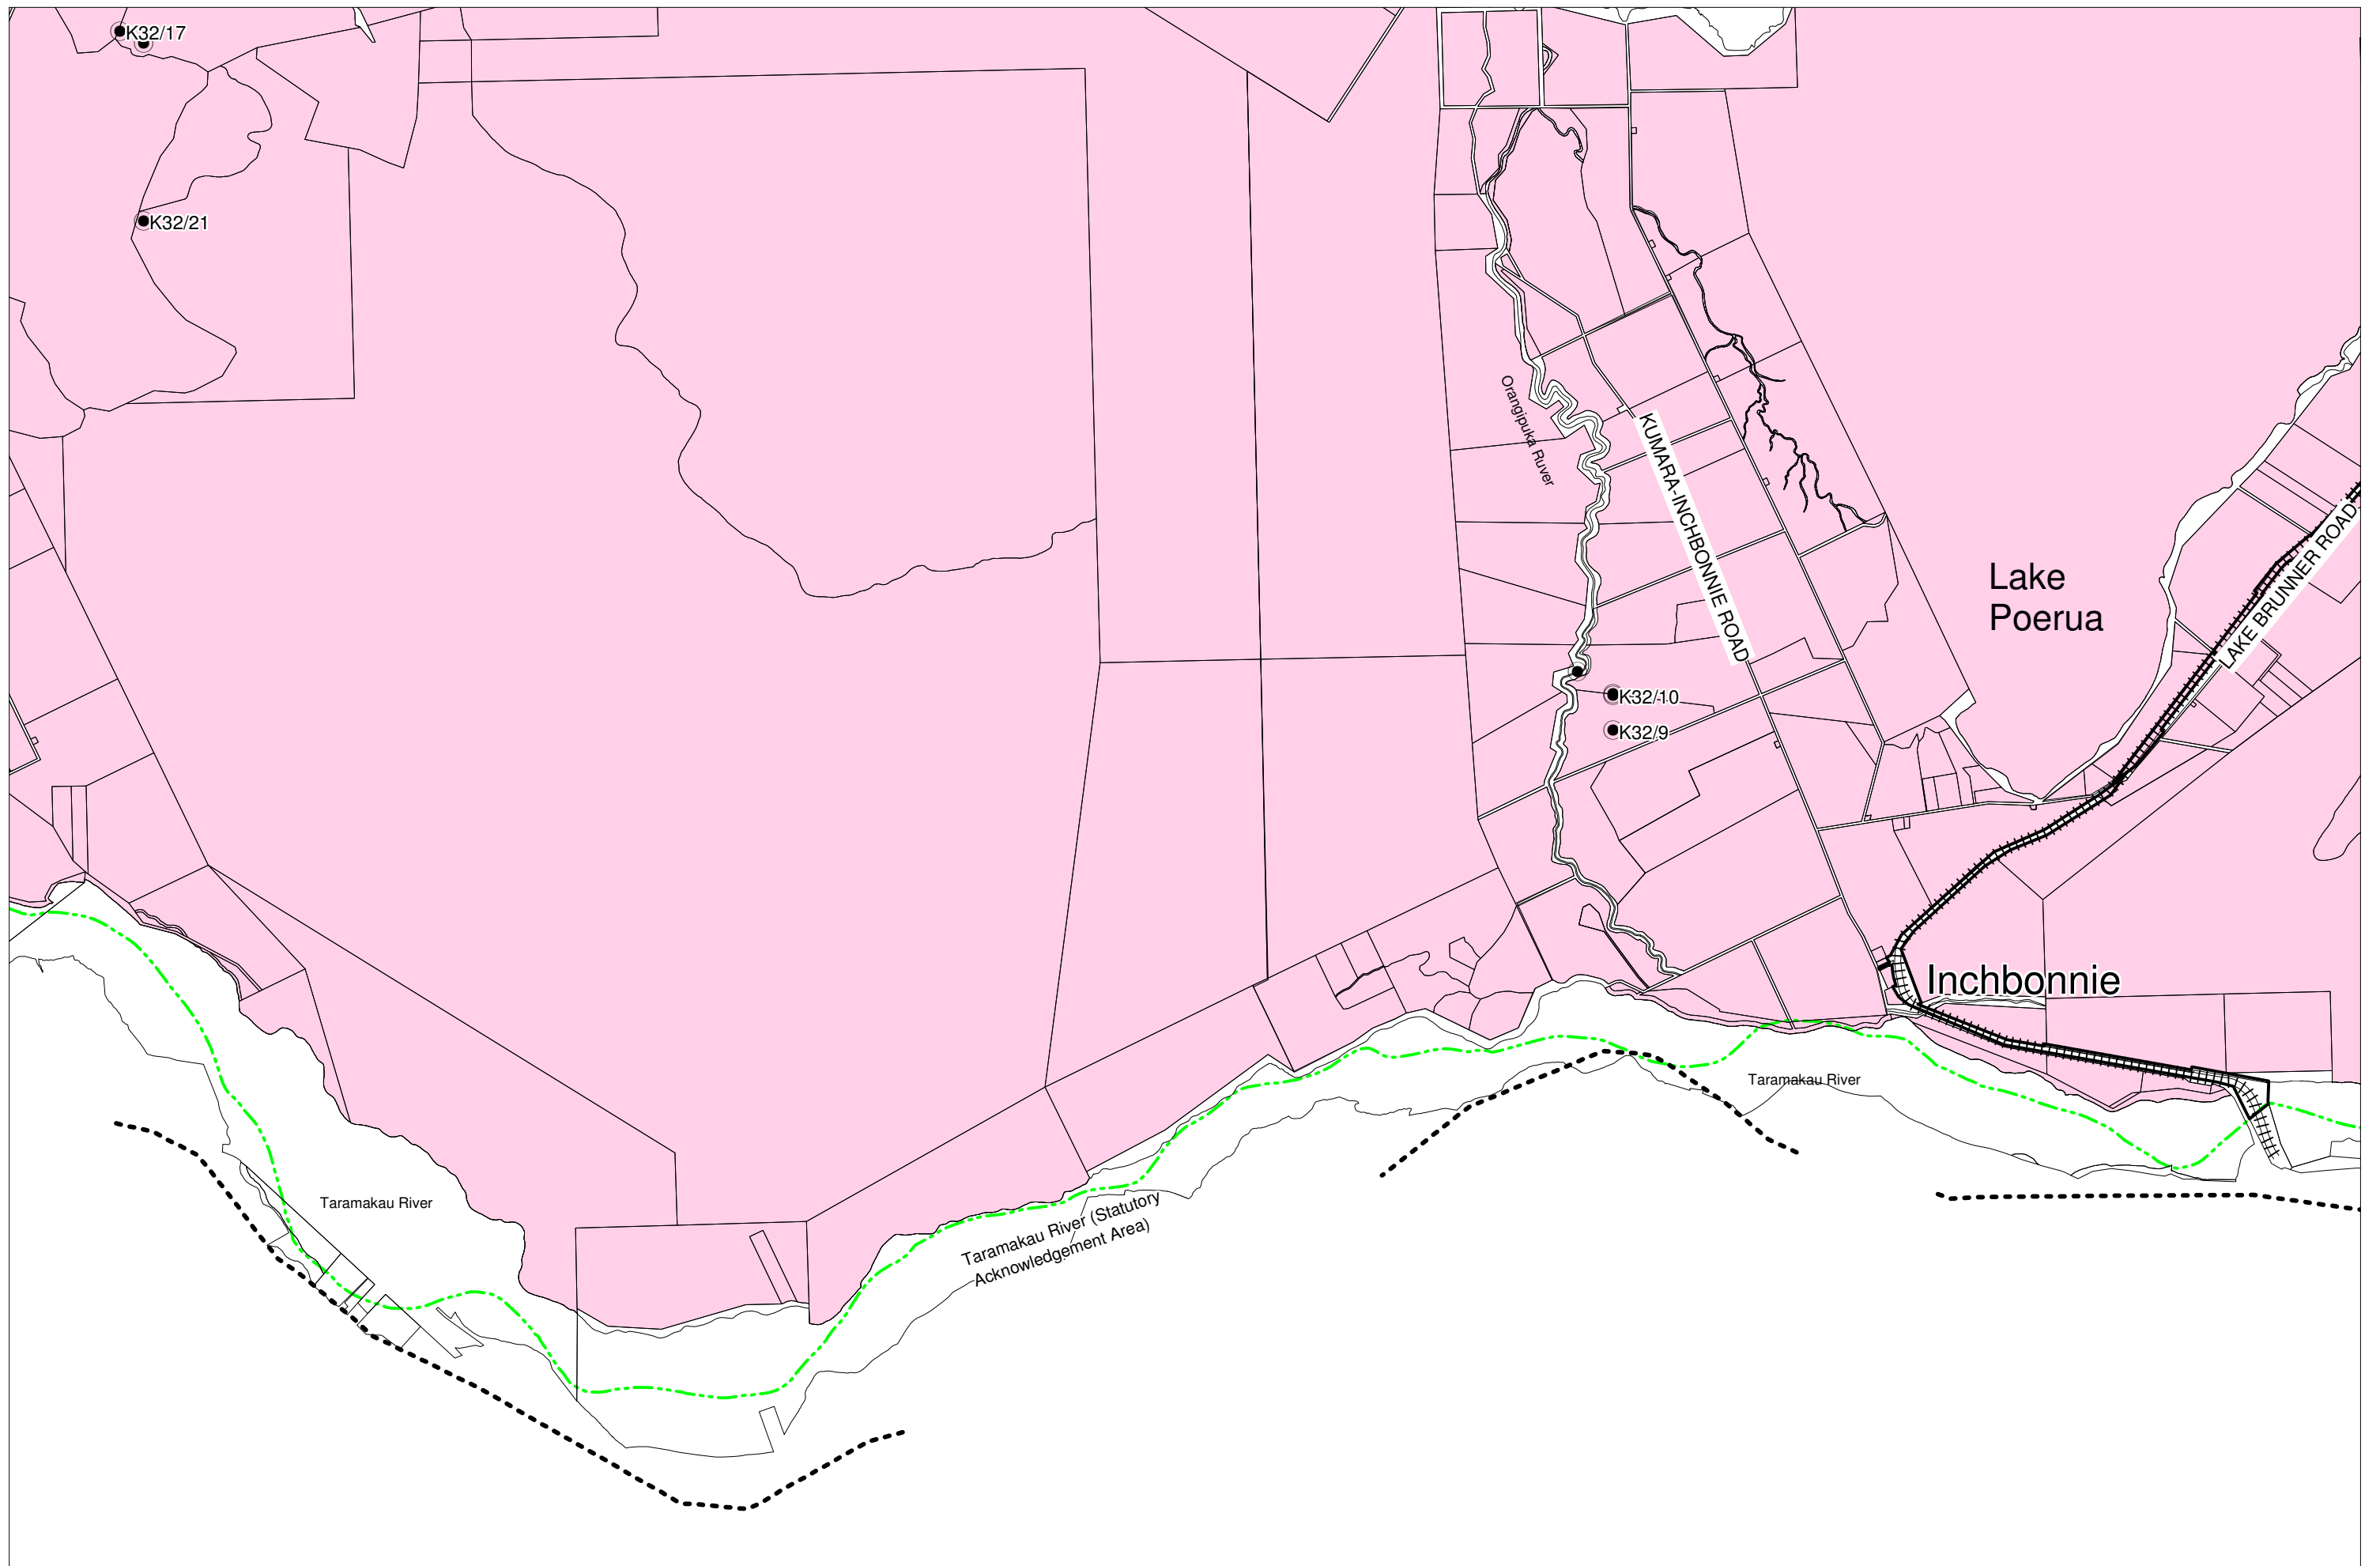 K32/17
K32/21
Orangipuka Ruver
KUMARA-INCHBONNIE ROAD
Lake
Poerua
LAKE BRUNNER ROAD
K32/10
K32/9
Inchbonnie
Taramakau River
Taramakau River
Taramakau River (Statutory
Acknowledgement Area)